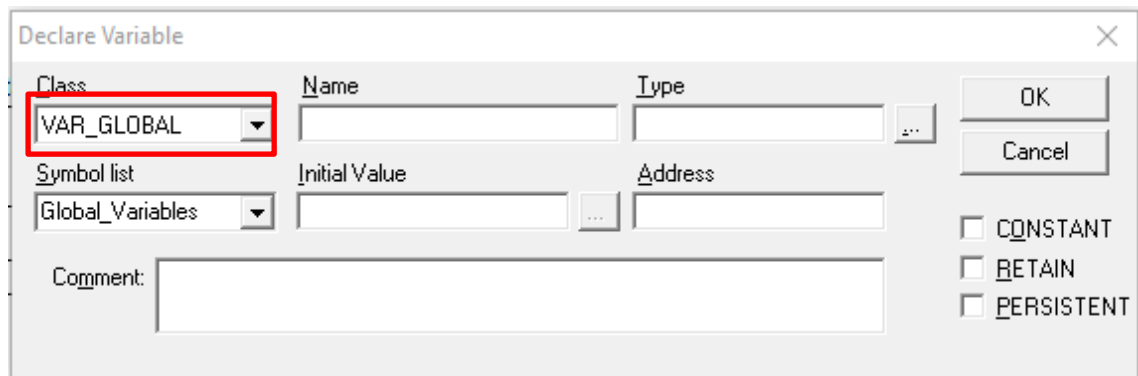 Declare Variable
Class Name Type
VAR_GLOBAL ... OK
Cancel
Symbol list Initial Value Address
Global_Variables ...
CONSTANT
RETAIN
Comment: PERSISTENT